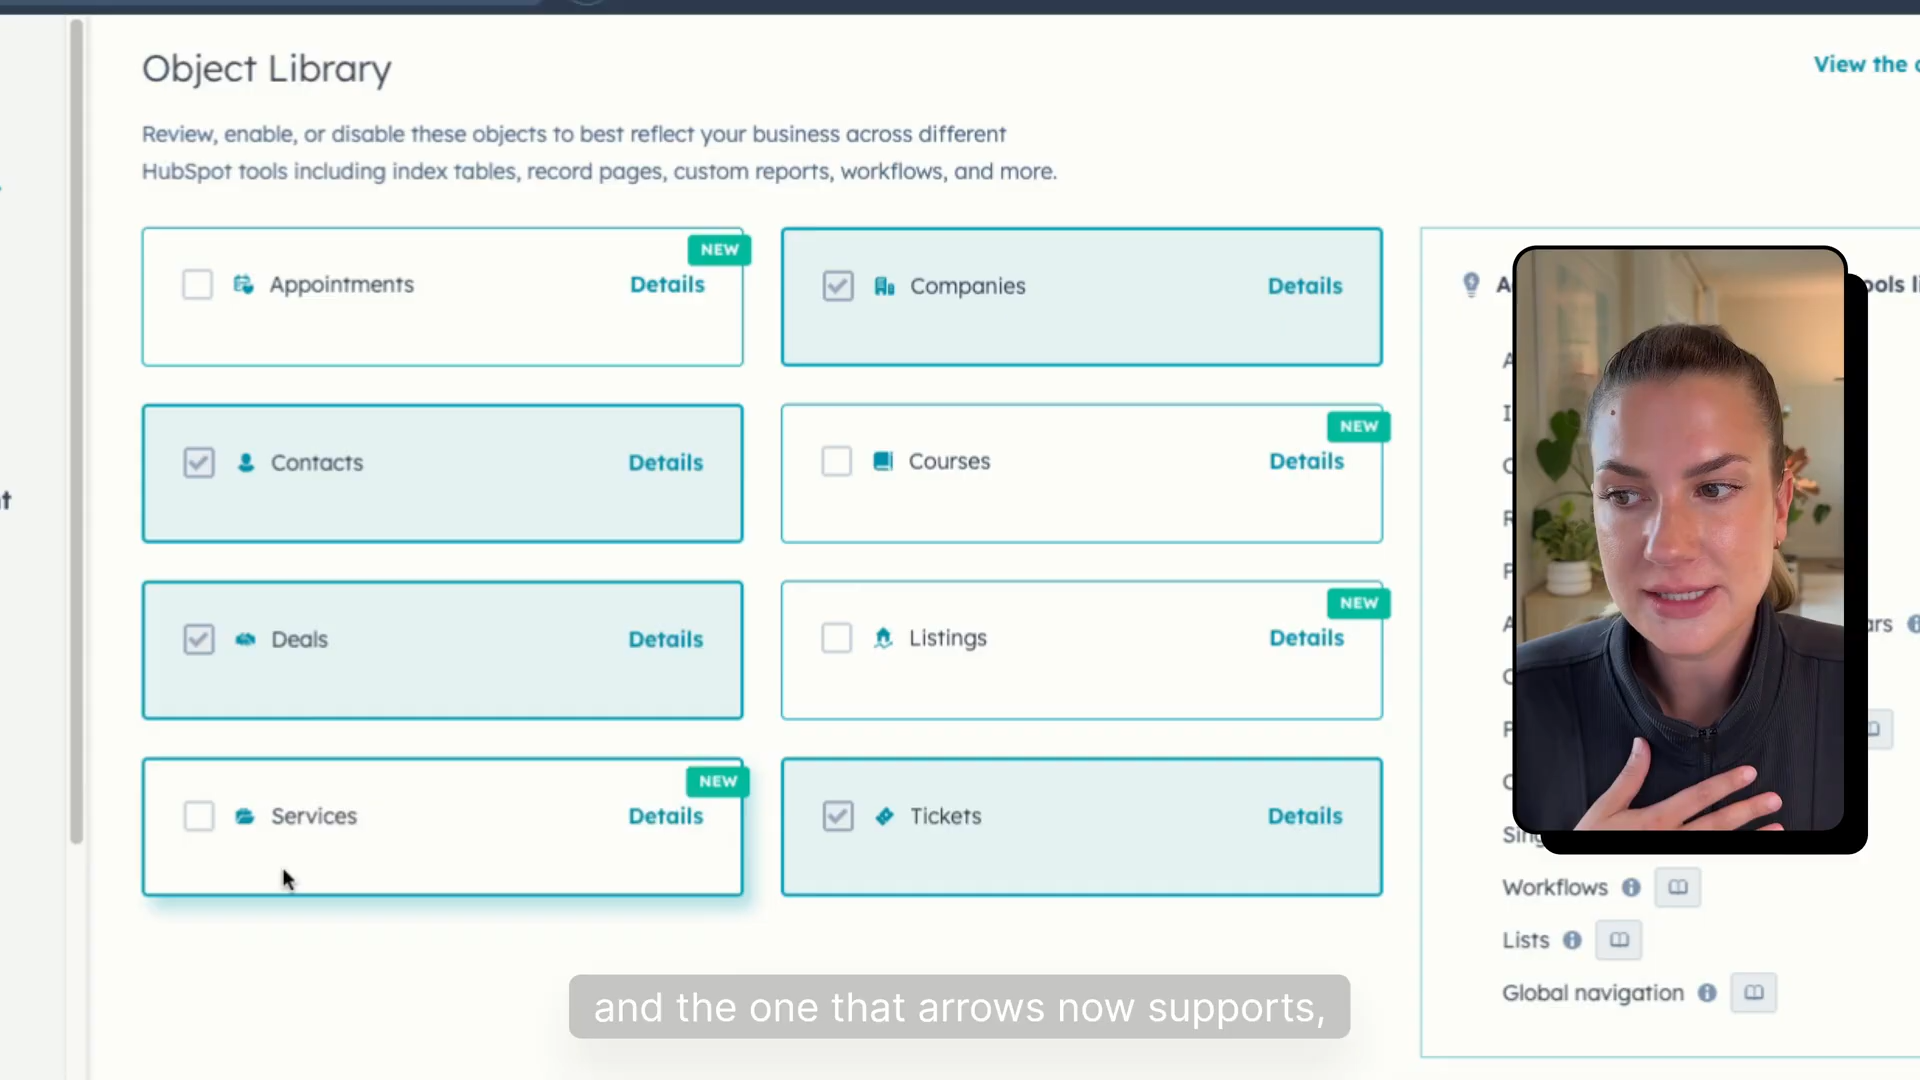 Object Library
View the
Review, enable, or disable these objects to best reflect your business across different
HubSpot tools including index tables, record pages, custom reports, workflows, and more.
NEW
Appointments
Details
Companies
Details
Contacts
Details
NEW
Courses
Details
Deals
Details
NEW
Listings
Details
NEW
Services
Details
Tickets
Details
Workflows
Lists
Global navigation
and the one that arrows now supports,